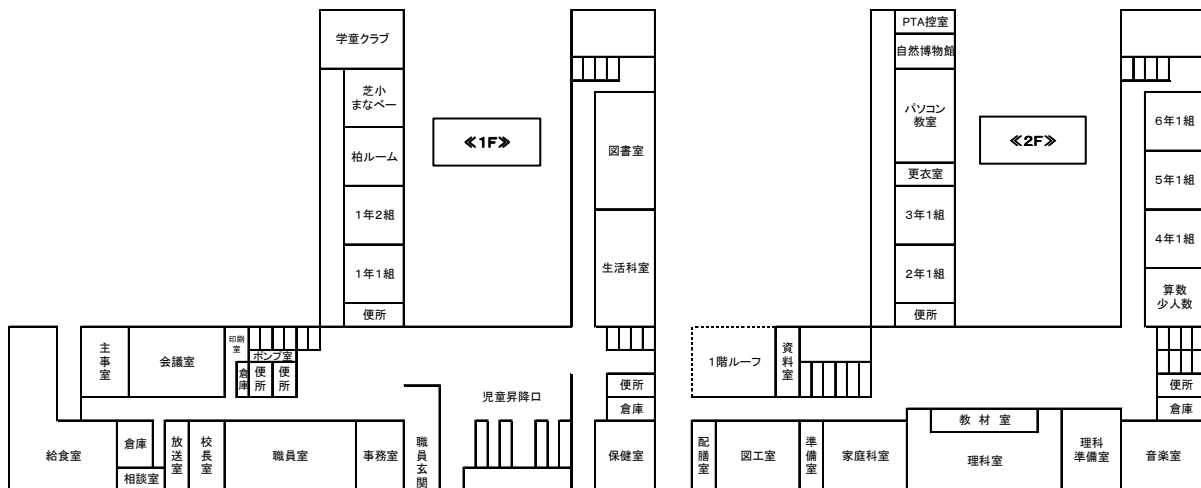 学童クラブ
芝小
まなべー
柏ルーム
1年2組
1年1組
便所
≪1F≫
図書室
生活科室
主事室
会議室
印刷室
ポンプ室
倉庫
便所
便所
児童昇降口
便所
倉庫
給食室
倉庫
相談室
放送室
校長室
職員室
事務室
職員玄関
保健室
PTA控室
自然博物館
パソコン
教室
更衣室
3年1組
2年1組
便所
≪2F≫
6年1組
5年1組
4年1組
算数
少人数
1階ルーフ
資料室
便所
倉庫
配膳室
図工室
準備室
家庭科室
教材室
理科室
理科
準備室
音楽室